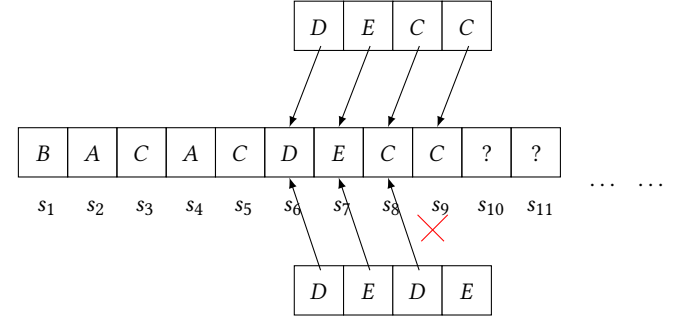 D E C C
B A C A C D E C C ? ?
s1 s2 s3 s4 s5 s6 s7 s8 s9 s10 s11 ... ...
D E D E